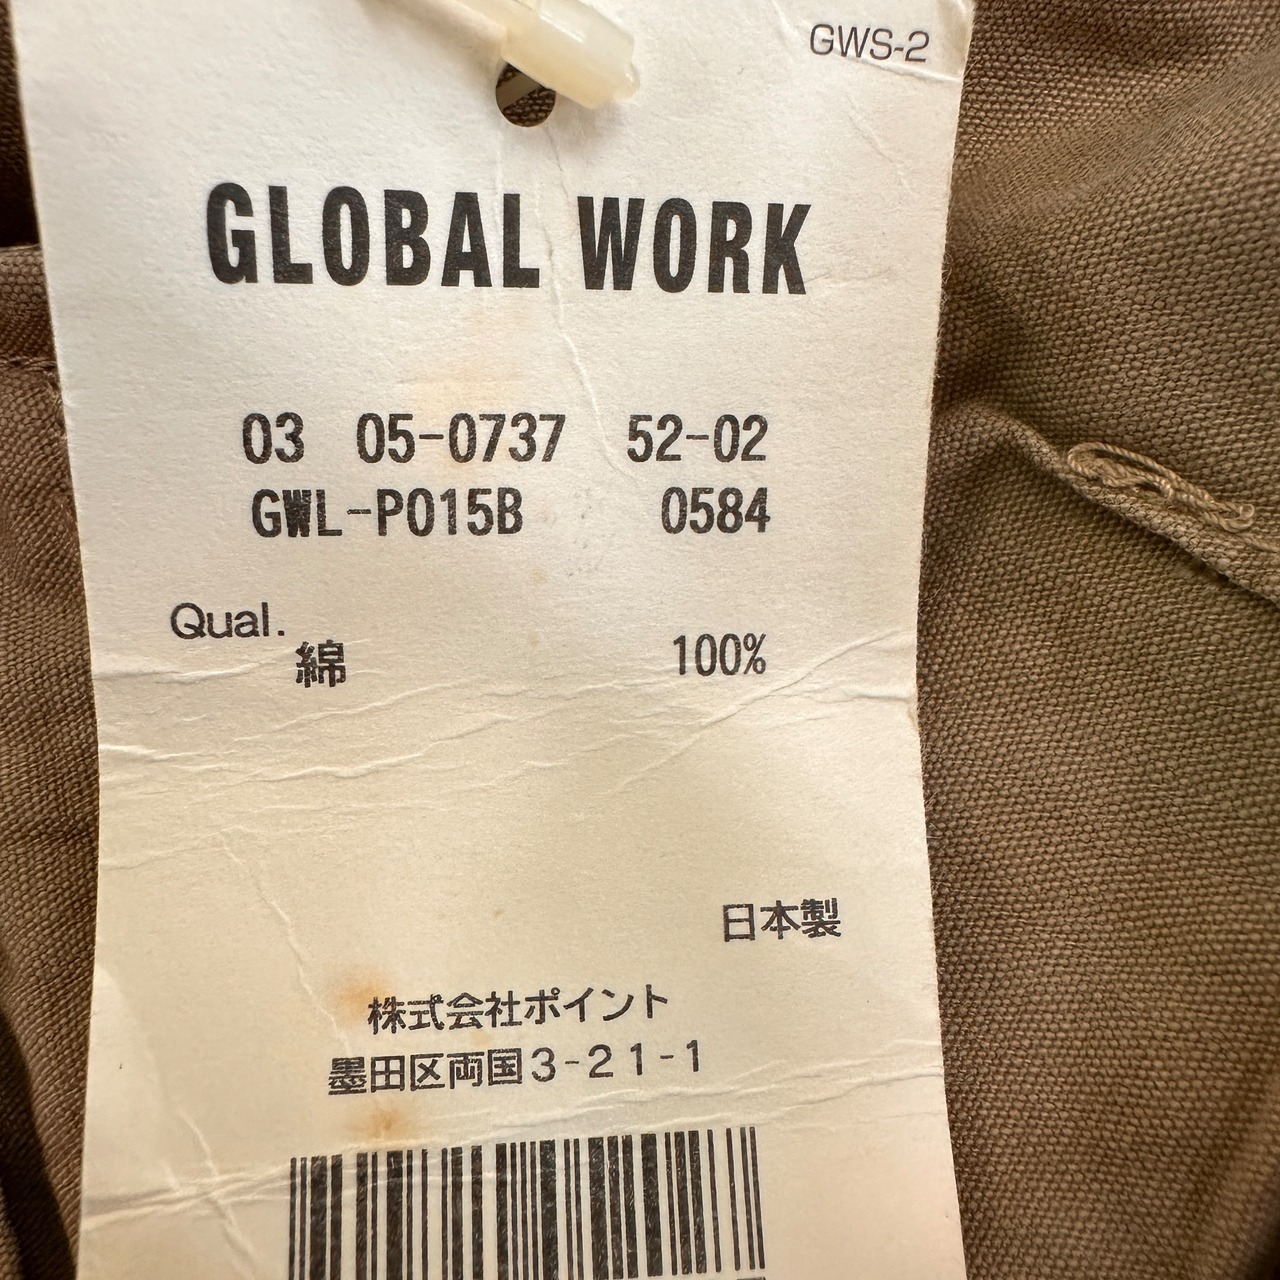 GWS-2
GLOBAL WORK
03 05-0737 52-02
GWL-P015B 0584
Qual.
綿 100%
日本製
株式会社ポイント
墨田区両国3-21-1